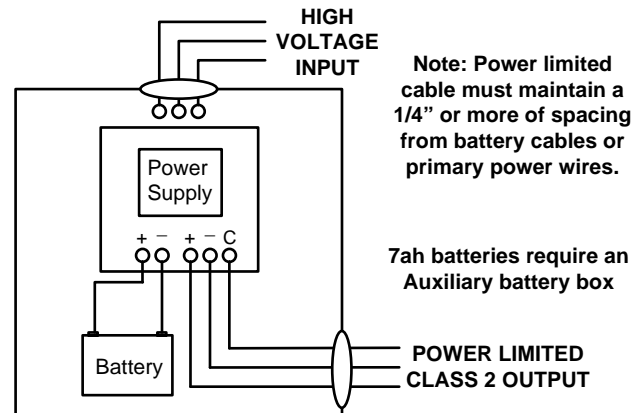 HIGH
VOLTAGE
INPUT
Note: Power limited
cable must maintain a
1/4” or more of spacing
from battery cables or
primary power wires.
Power
Supply
+ – + – C
7ah batteries require an
Auxiliary battery box
Battery
POWER LIMITED
CLASS 2 OUTPUT